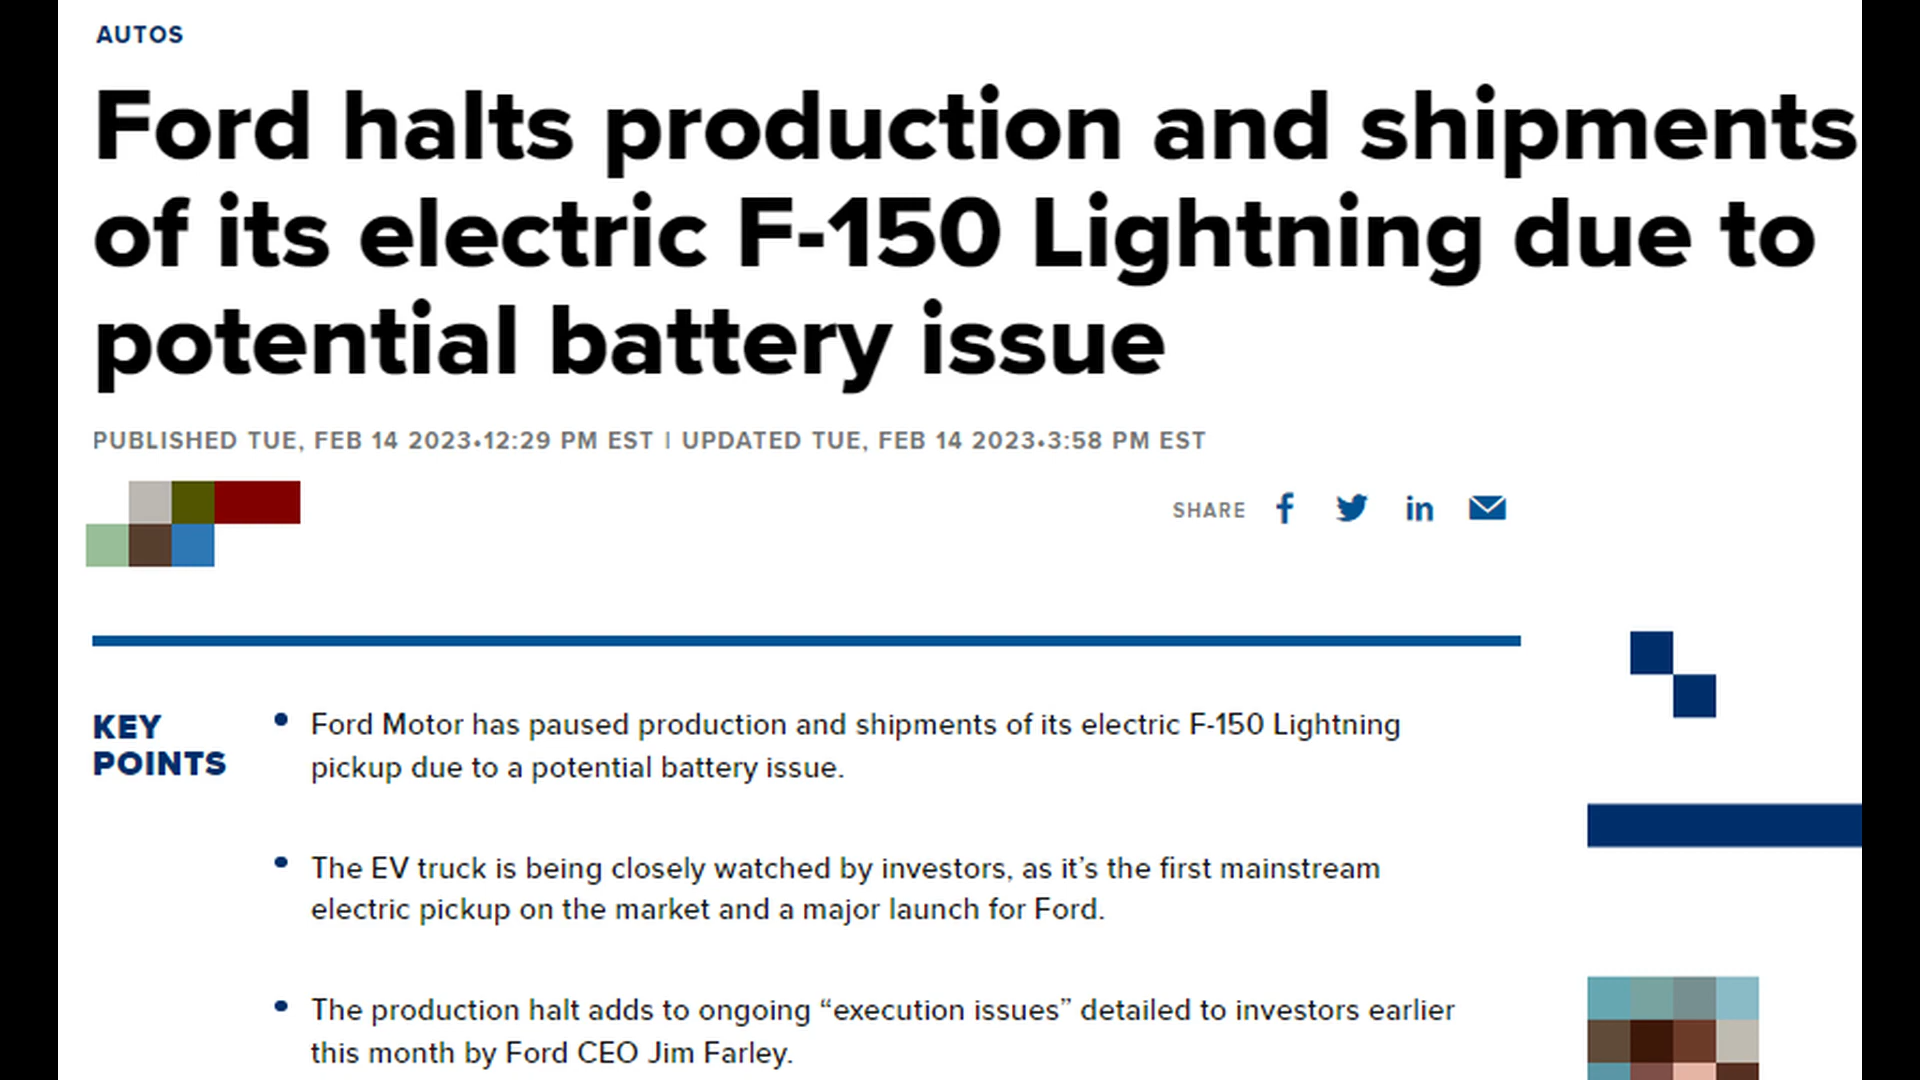 AUTOS
Ford halts production and shipments
of its electric F-150 Lightning due to
potential battery issue
PUBLISHED TUE, FEB 14 2023•12:29 PM EST | UPDATED TUE, FEB 14 2023•3:58 PM EST
SHARE
KEY
POINTS
• Ford Motor has paused production and shipments of its electric F-150 Lightning
pickup due to a potential battery issue.
• The EV truck is being closely watched by investors, as it’s the first mainstream
electric pickup on the market and a major launch for Ford.
• The production halt adds to ongoing “execution issues” detailed to investors earlier
this month by Ford CEO Jim Farley.